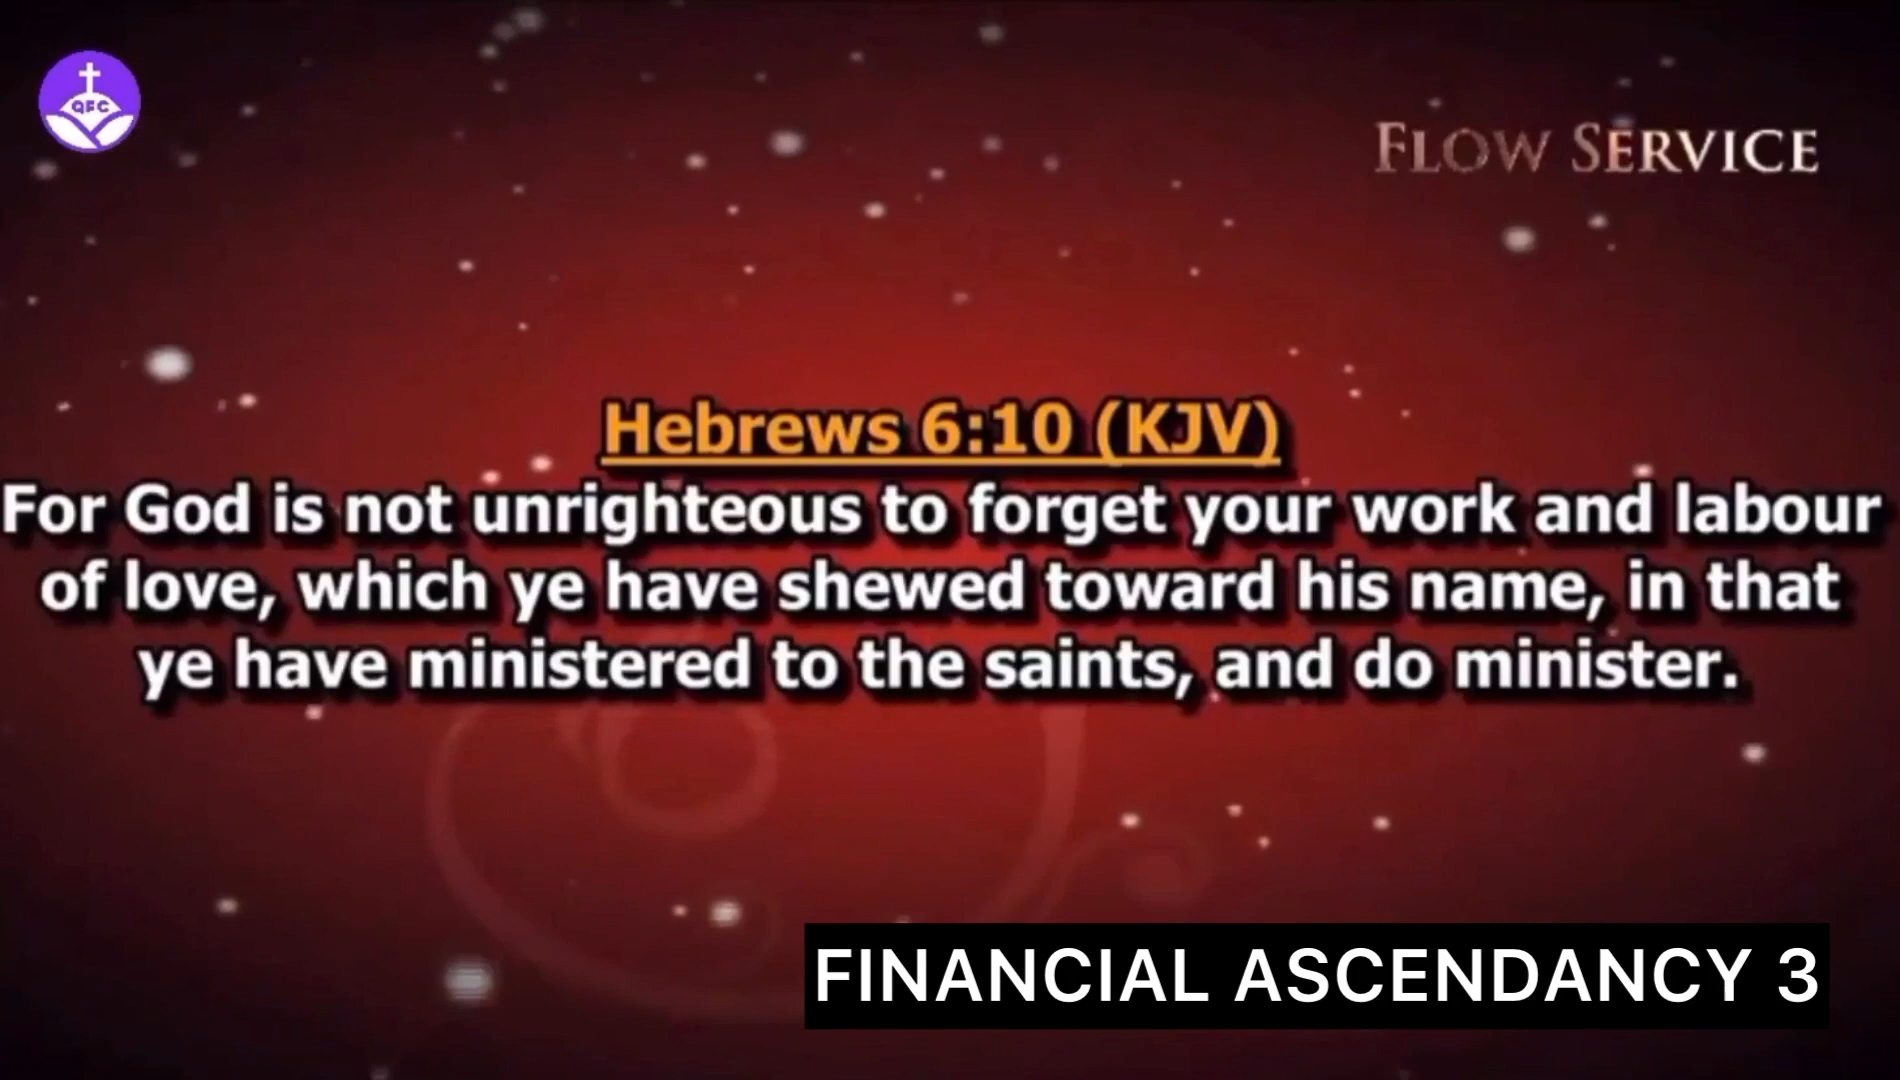 QFC
FLOW SERVICE
Hebrews 6:10 (KJV)
For God is not unrighteous to forget your work and labour
of love, which ye have shewed toward his name, in that
ye have ministered to the saints, and do minister.
FINANCIAL ASCENDANCY 3